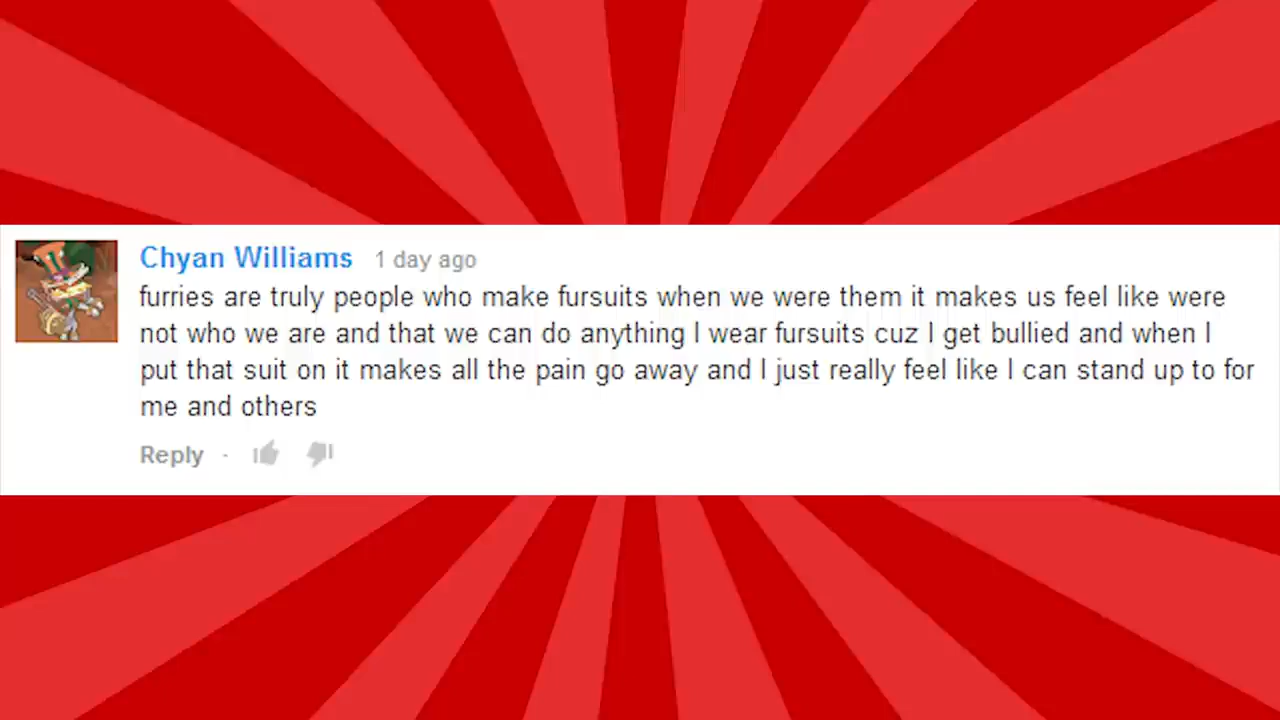 Chyan Williams 1 day ago
furries are truly people who make fursuits when we were them it makes us feel like were
not who we are and that we can do anything I wear fursuits cuz I get bullied and when I
put that suit on it makes all the pain go away and I just really feel like I can stand up to for
me and others
Reply ·